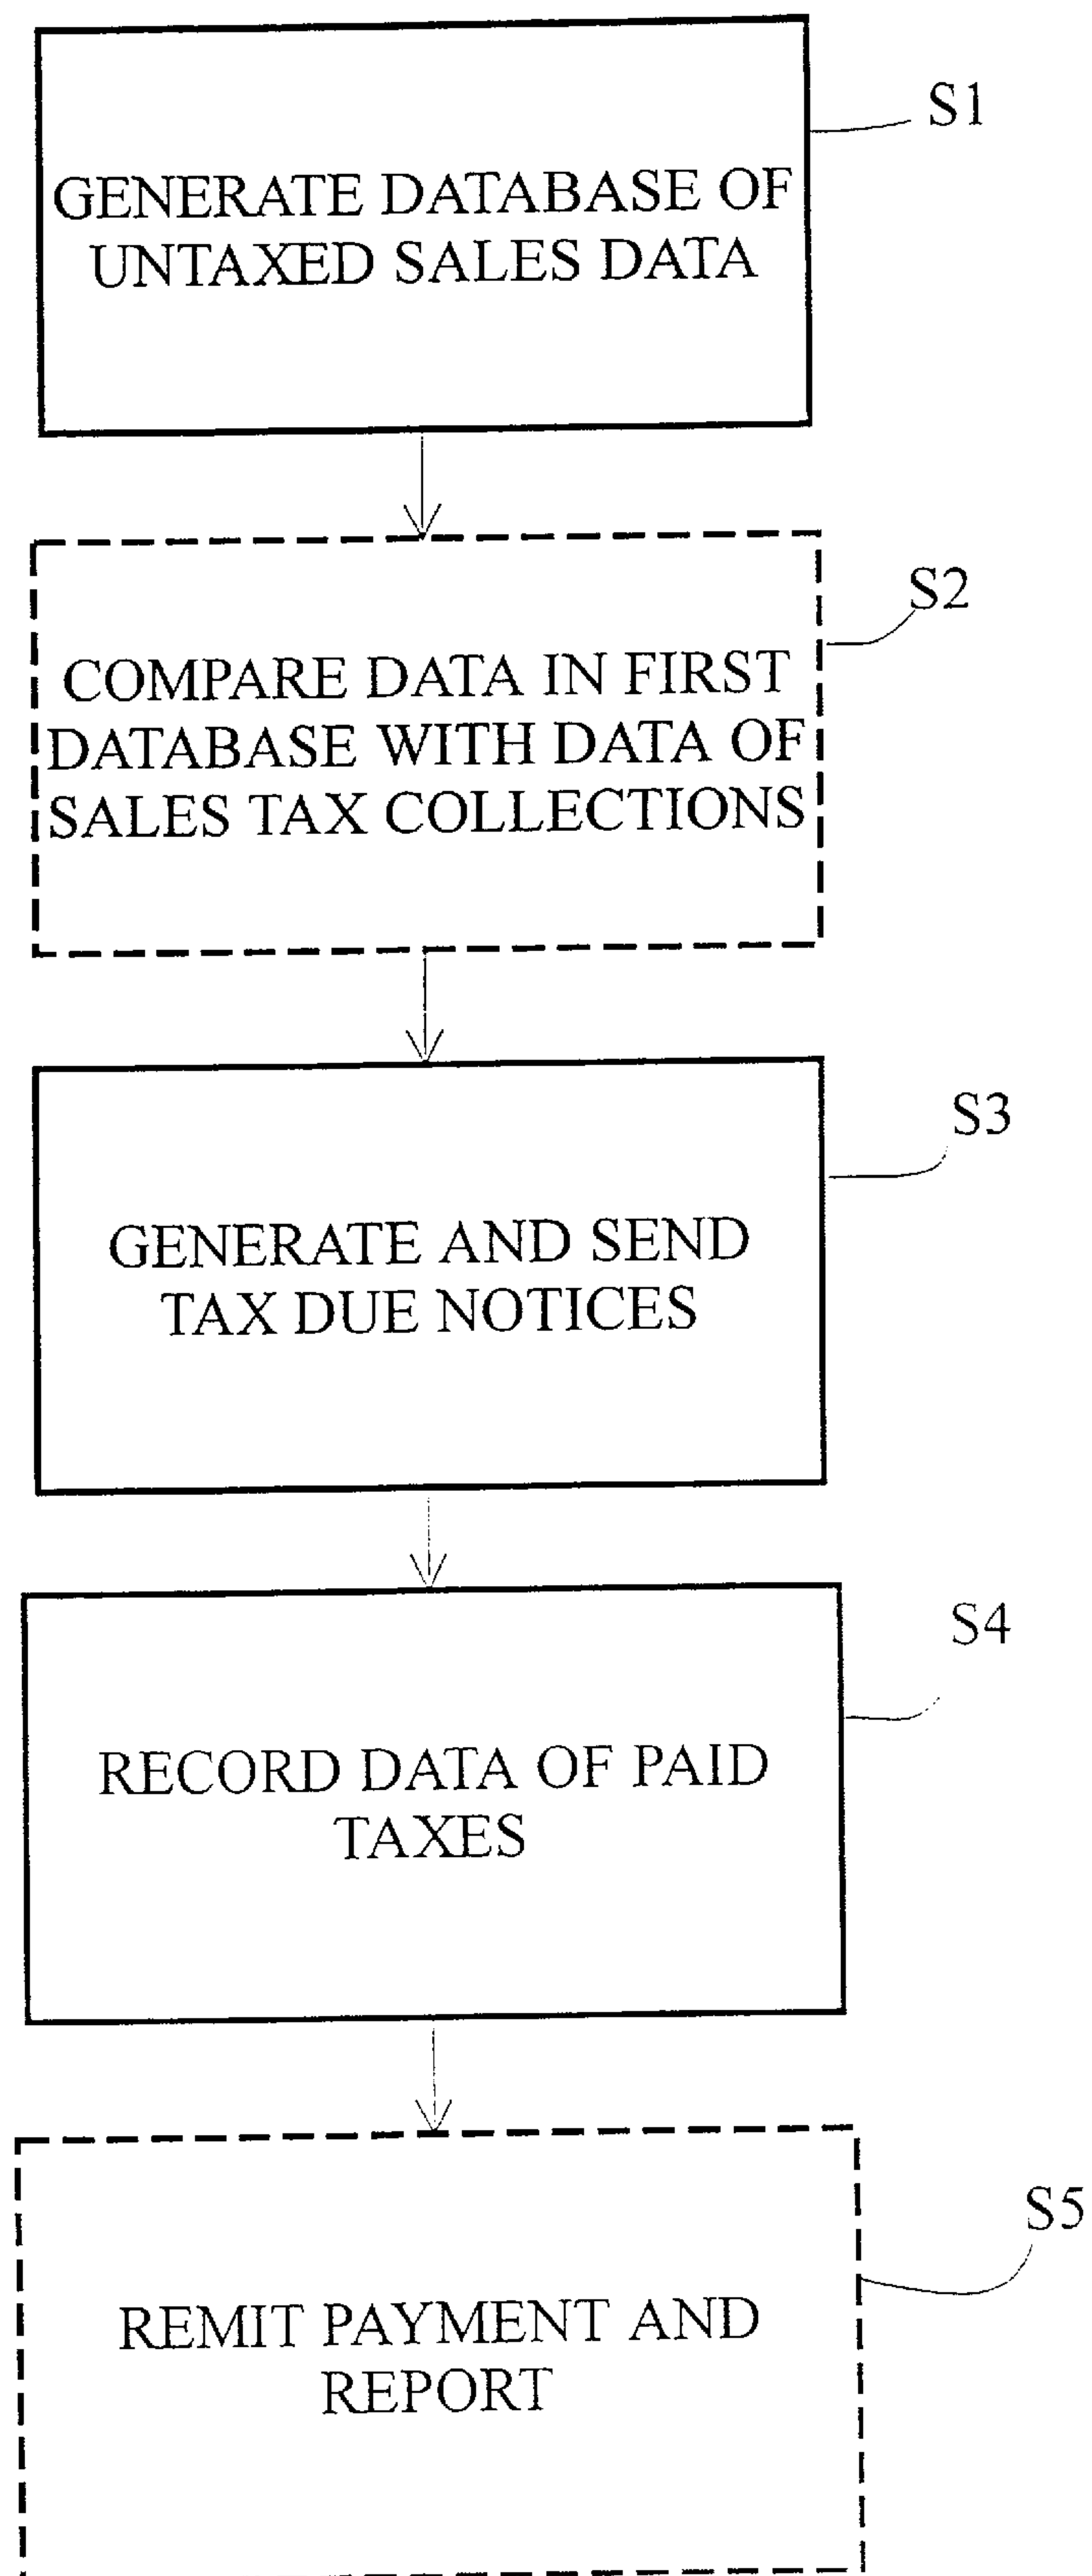 S1
GENERATE DATABASE OF
UNTAXED SALES DATA
S2
COMPARE DATA IN FIRST
DATABASE WITH DATA OF
SALES TAX COLLECTIONS
S3
GENERATE AND SEND
TAX DUE NOTICES
S4
RECORD DATA OF PAID
TAXES
S5
REMIT PAYMENT AND
REPORT